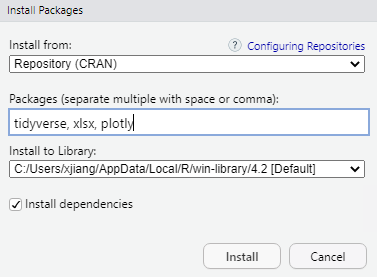 Install Packages
Install from:
? Configuring Repositories
Repository (CRAN)
Packages (separate multiple with space or comma):
tidyverse, xlsx, plotly
Install to Library:
C:/Users/xjiang/AppData/Local/R/win-library/4.2 [Default]
Install dependencies
Install Cancel